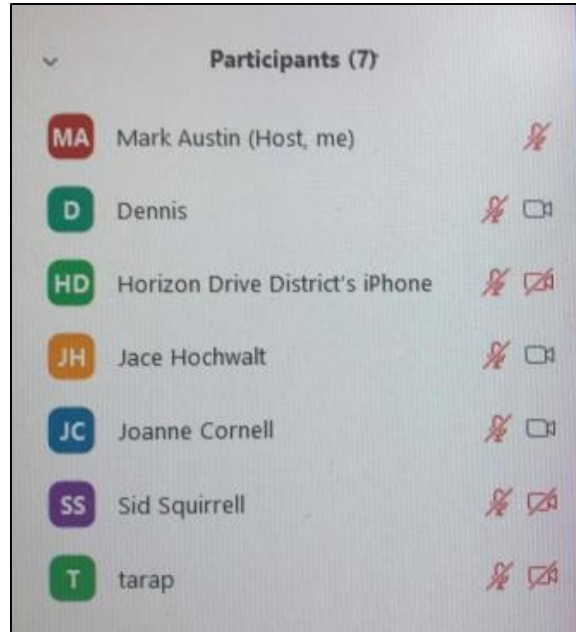 Participants (7)
MA Mark Austin (Host, me)
D Dennis
HD Horizon Drive District's iPhone
JH Jace Hochwalt
JC Joanne Cornell
SS Sid Squirrell
T tarap